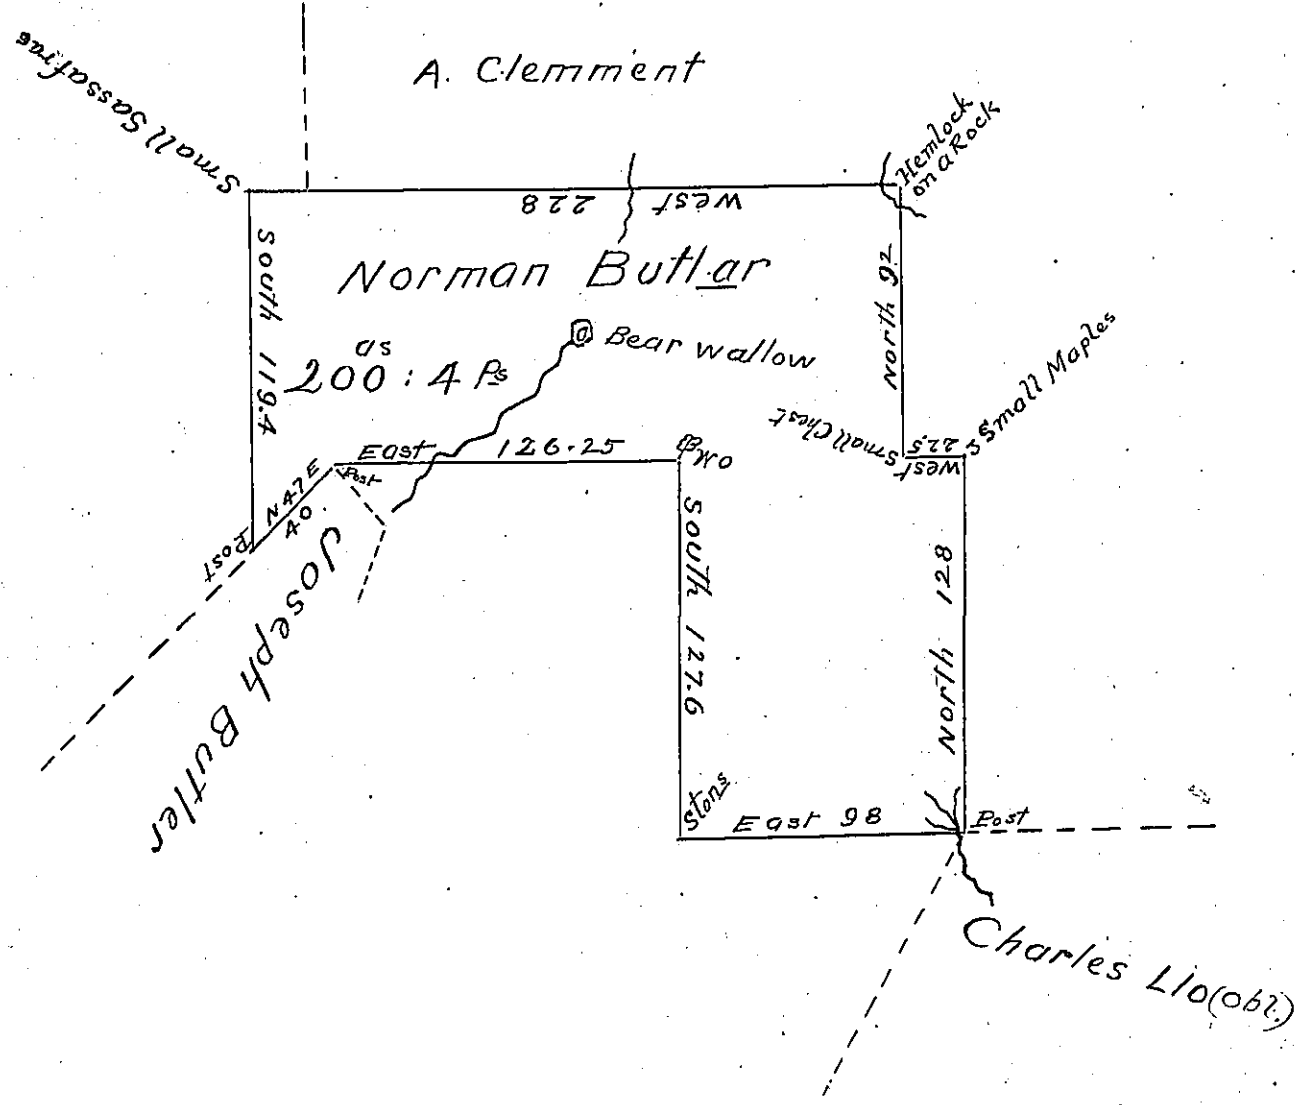 A. Clemment
Small Sassafras
Hemlock
on a Rock
West 228
South 119.4
Norman Butlar
North 92
as
200 : 4 Ps
Bear wallow
3 Small Maples
Small Chest
West 22.5
East 126.25
Post
N 47 E
40
Post
South 127.6
North 128
Joseph Butler
Stons
East 98
Post
Charles Llo(obl.)